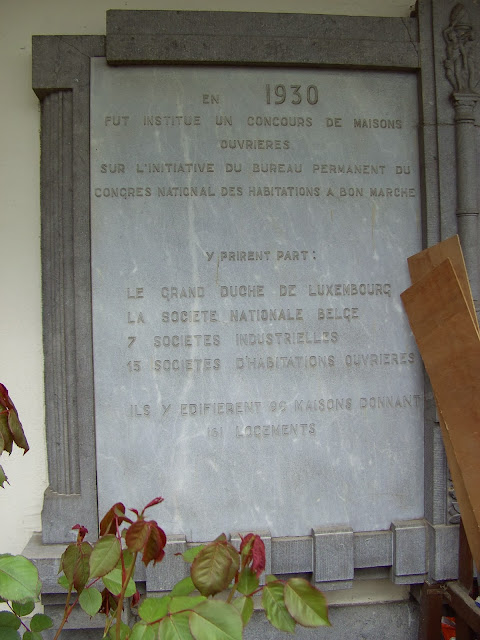 EN 1930
FUT INSTITUE UN CONCOURS DE MAISONS
OUVRIERES
SUR L'INITIATIVE DU BUREAU PERMANENT DU
CONGRES NATIONAL DES HABITATIONS A BON MARCHE
Y PRIRENT PART:
LE GRAND DUCHE DE LUXEMBOURG
LA SOCIETE NATIONALE BELGE
7 SOCIETES INDUSTRIELLES
13 SOCIETES D'HABITATIONS OUVRIERES
ILS Y EDIFIERENT MAISONS DONNANT
161 LOGEMENTS